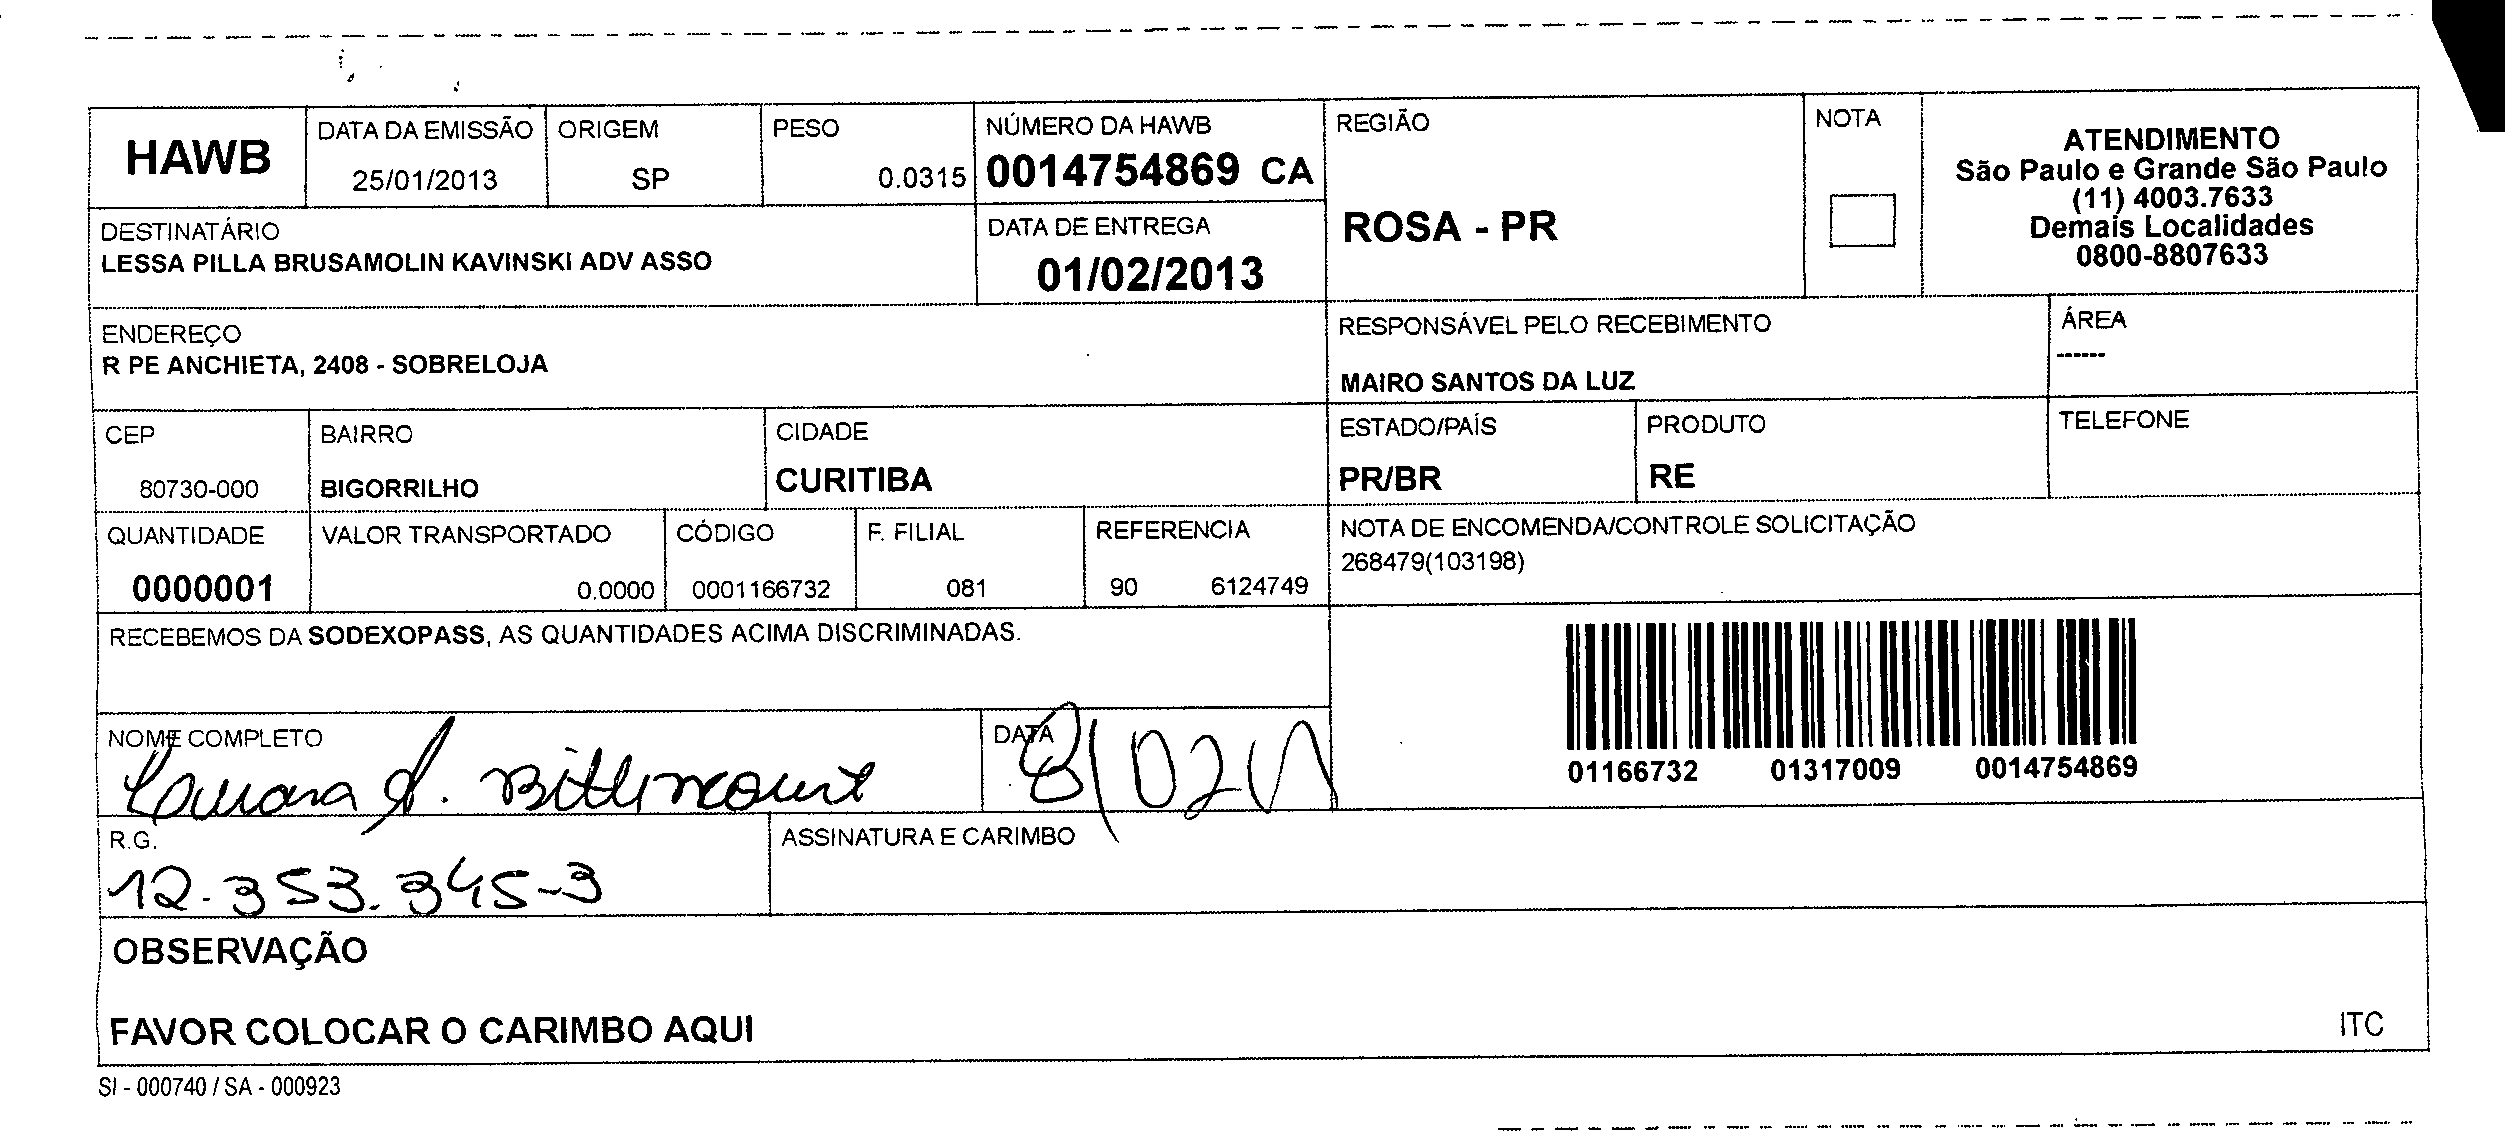 HAWB
DATA DA EMISSÃO
25/01/2013
ORIGEM
SP
PESO
0.0315
NÚMERO DA HAWB
0014754869 CA
REGIÃO
ROSA - PR
NOTA
ATENDIMENTO
São Paulo e Grande São Paulo
(11) 4003.7633
Demais Localidades
0800-8807633
DESTINATÁRIO
LESSA PILLA BRUSAMOLIN KAVINSKI ADV ASSO
DATA DE ENTREGA
01/02/2013
ENDEREÇO
R PE ANCHIETA, 2408 - SOBRELOJA
RESPONSÁVEL PELO RECEBIMENTO
MAIRO SANTOS DA LUZ
ÁREA
------
CEP
80730-000
BAIRRO
BIGORRILHO
CIDADE
CURITIBA
ESTADO/PAÍS
PR/BR
PRODUTO
RE
TELEFONE
QUANTIDADE
0000001
VALOR TRANSPORTADO
0.0000
CÓDIGO
0001166732
F. FILIAL
081
REFERENCIA
90 6124749
NOTA DE ENCOMENDA/CONTROLE SOLICITAÇÃO
268479(103198)
RECEBEMOS DA SODEXOPASS, AS QUANTIDADES ACIMA DISCRIMINADAS.
01166732 01317009 0014754869
NOME COMPLETO
Bittencourt
DATA
R.G.
12.353.345-3
ASSINATURA E CARIMBO
OBSERVAÇÃO
FAVOR COLOCAR O CARIMBO AQUI
ITC
SI - 000740 / SA - 000923